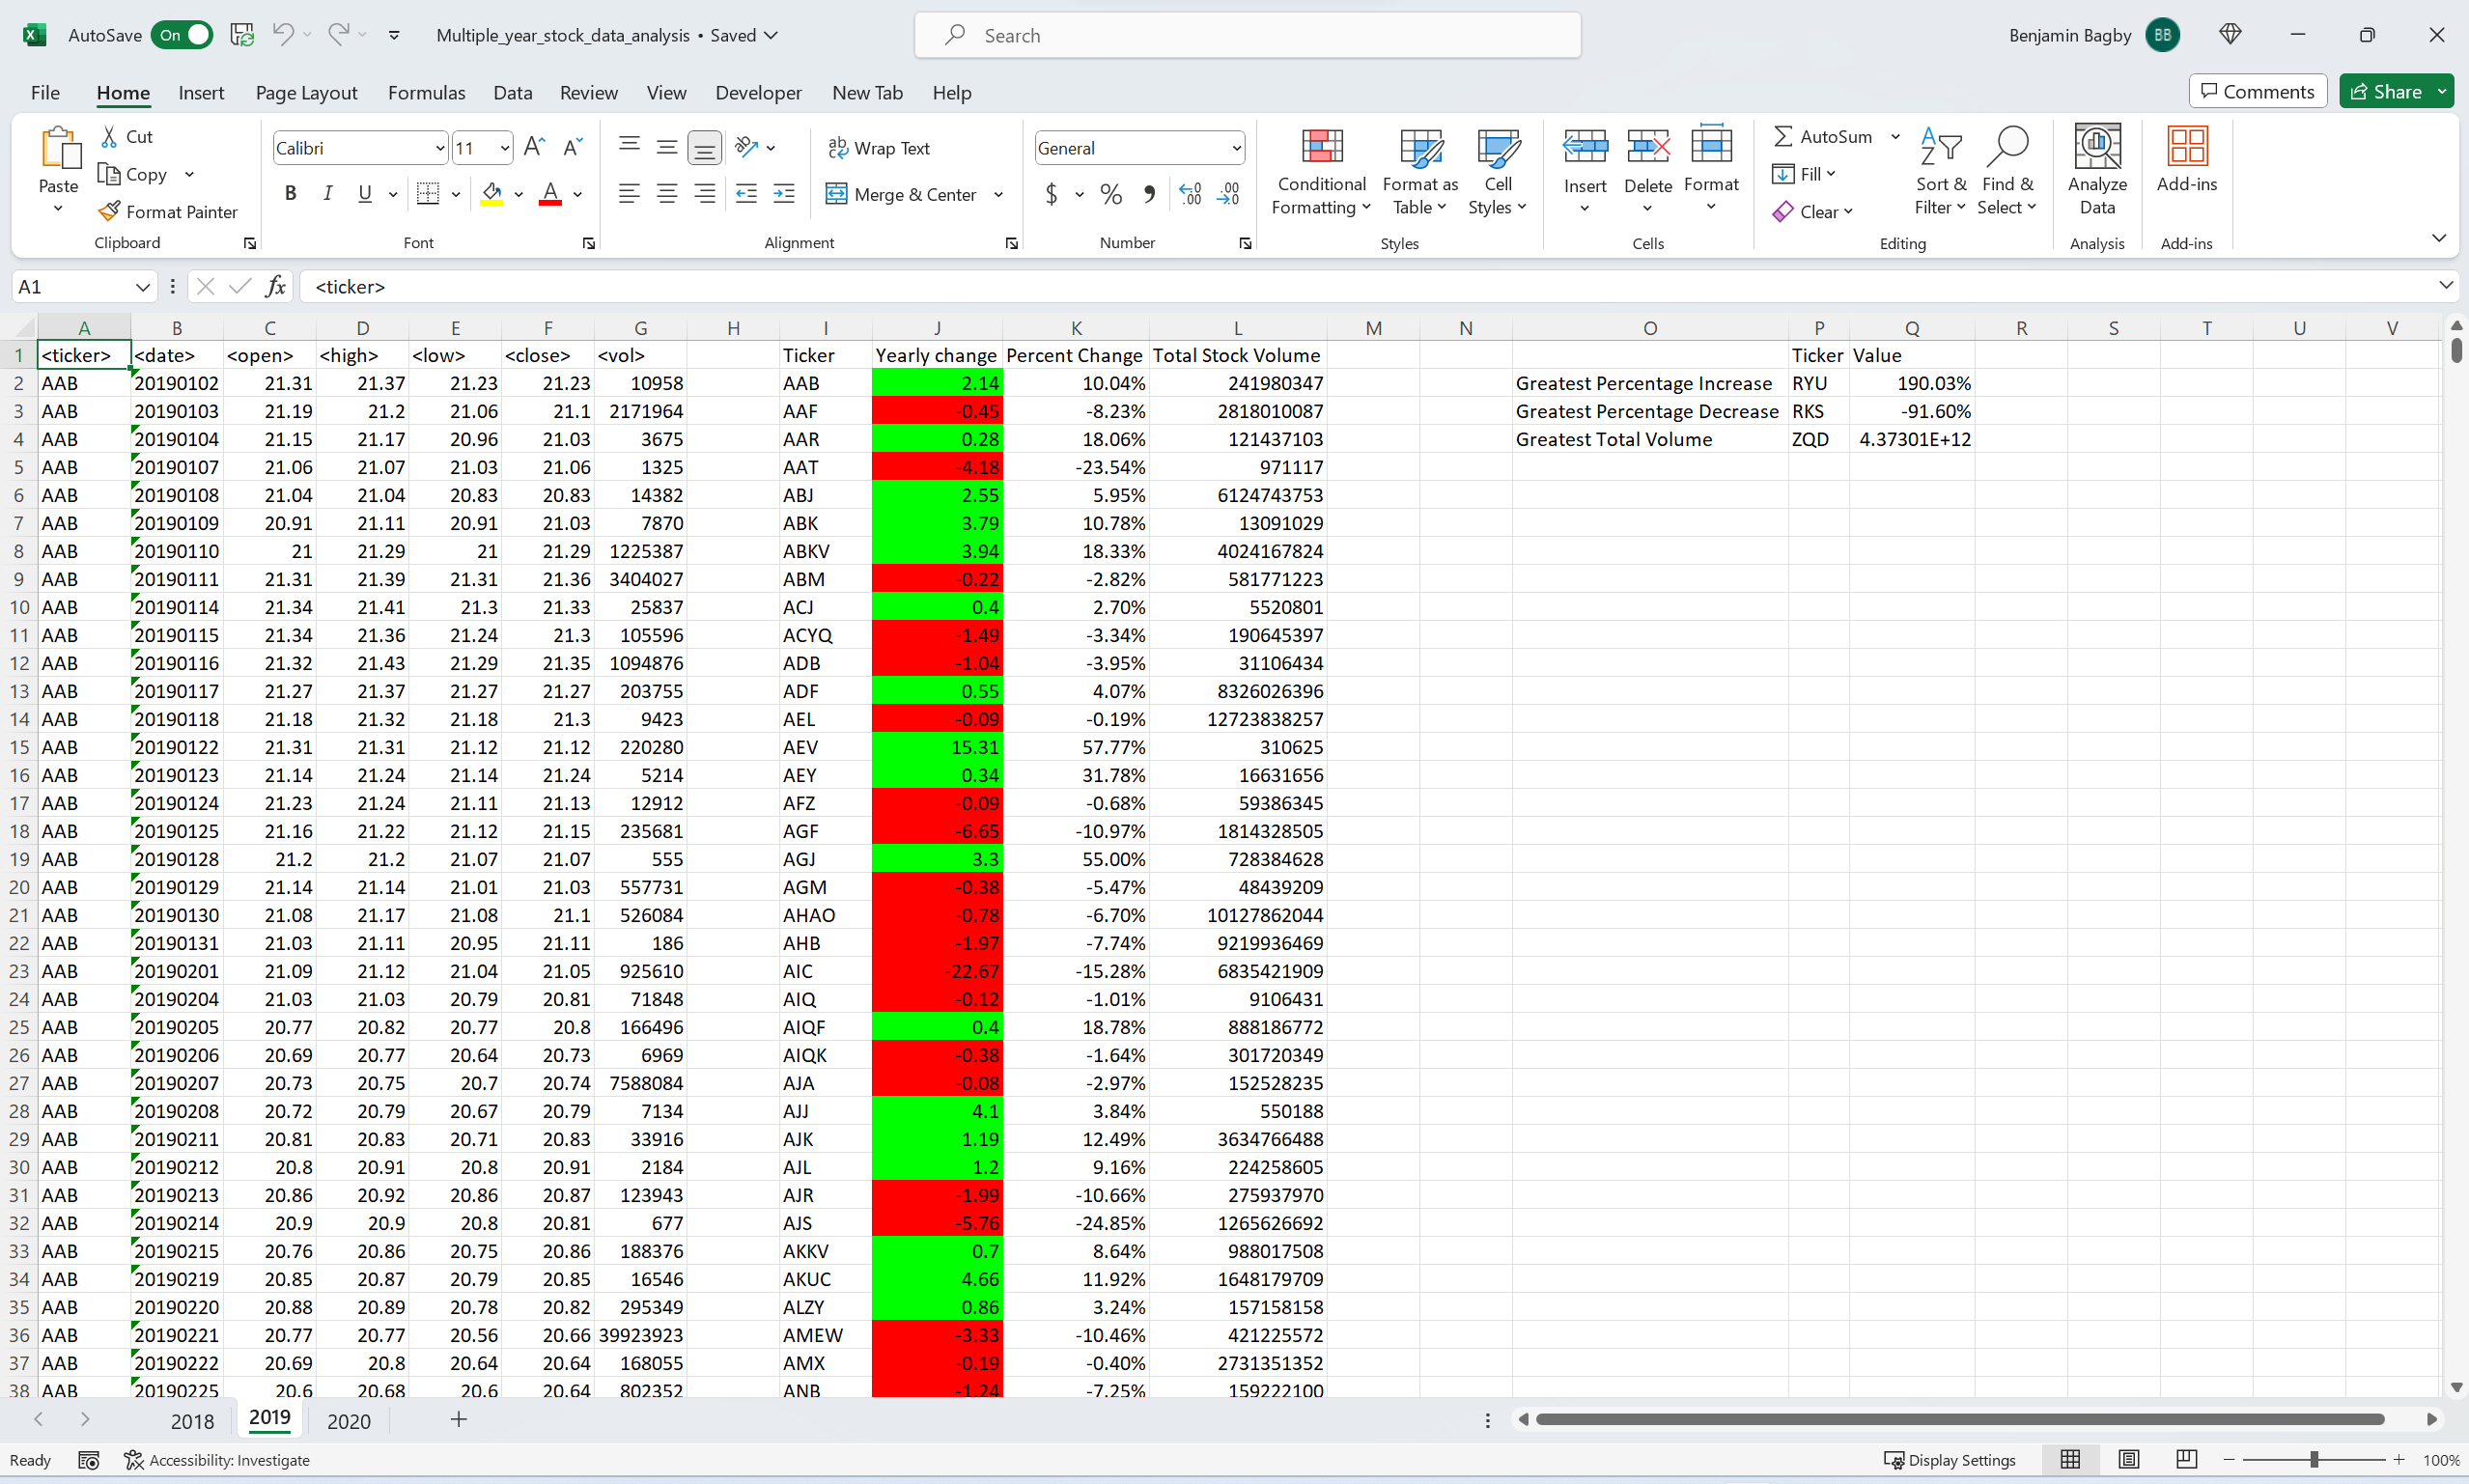 AutoSave On Multiple_year_stock_data_analysis • Saved Search Benjamin Bagby BB
File Home Insert Page Layout Formulas Data Review View Developer New Tab Help Comments Share
Paste Cut Copy Format Painter Clipboard
Calibri 11 B I U A Font
Wrap Text Merge & Center Alignment
General $ % Number
Conditional Formatting Format as Table Cell Styles Styles
Insert Delete Format Cells
AutoSum Fill Clear Sort & Filter Find & Select Editing
Analyze Data Analysis
Add-ins Add-ins
A1 fx <ticker>
A B C D E F G H I J K L M N O P Q R S T U V
1 <ticker> <date> <open> <high> <low> <close> <vol> Ticker Yearly change Percent Change Total Stock Volume Ticker Value
2 AAB 20190102 21.31 21.37 21.23 21.23 10958 AAB 2.14 10.04% 241980347 Greatest Percentage Increase RYU 190.03%
3 AAB 20190103 21.19 21.2 21.06 21.1 2171964 AAF -0.45 -8.23% 2818010087 Greatest Percentage Decrease RKS -91.60%
4 AAB 20190104 21.15 21.17 20.96 21.03 3675 AAR 0.28 18.06% 121437103 Greatest Total Volume ZQD 4.37301E+12
5 AAB 20190107 21.06 21.07 21.03 21.06 1325 AAT -4.18 -23.54% 971117
6 AAB 20190108 21.04 21.04 20.83 20.83 14382 ABJ 2.55 5.95% 6124743753
7 AAB 20190109 20.91 21.11 20.91 21.03 7870 ABK 3.79 10.78% 13091029
8 AAB 20190110 21 21.29 21 21.29 1225387 ABKV 3.94 18.33% 4024167824
9 AAB 20190111 21.31 21.39 21.31 21.36 3404027 ABM -0.22 -2.82% 581771223
10 AAB 20190114 21.34 21.41 21.3 21.33 25837 ACJ 0.4 2.70% 5520801
11 AAB 20190115 21.34 21.36 21.24 21.3 105596 ACYQ -1.49 -3.34% 190645397
12 AAB 20190116 21.32 21.43 21.29 21.35 1094876 ADB -1.04 -3.95% 31106434
13 AAB 20190117 21.27 21.37 21.27 21.27 203755 ADF 0.55 4.07% 8326026396
14 AAB 20190118 21.18 21.32 21.18 21.3 9423 AEL -0.09 -0.19% 12723838257
15 AAB 20190122 21.31 21.31 21.12 21.12 220280 AEV 15.31 57.77% 310625
16 AAB 20190123 21.14 21.24 21.14 21.24 5214 AEY 0.34 31.78% 16631656
17 AAB 20190124 21.23 21.24 21.11 21.13 12912 AFZ -0.09 -0.68% 59386345
18 AAB 20190125 21.16 21.22 21.12 21.15 235681 AGF -6.65 -10.97% 1814328505
19 AAB 20190128 21.2 21.2 21.07 21.07 555 AGJ 3.3 55.00% 728384628
20 AAB 20190129 21.14 21.14 21.01 21.03 557731 AGM -0.38 -5.47% 48439209
21 AAB 20190130 21.08 21.17 21.08 21.1 526084 AHAO -0.78 -6.70% 10127862044
22 AAB 20190131 21.03 21.11 20.95 21.11 186 AHB -1.97 -7.74% 9219936469
23 AAB 20190201 21.09 21.12 21.04 21.05 925610 AIC -22.67 -15.28% 6835421909
24 AAB 20190204 21.03 21.03 20.79 20.81 71848 AIQ -0.12 -1.01% 9106431
25 AAB 20190205 20.77 20.82 20.77 20.8 166496 AIQF 0.4 18.78% 888186772
26 AAB 20190206 20.69 20.77 20.64 20.73 6969 AIQK -0.38 -1.64% 301720349
27 AAB 20190207 20.73 20.75 20.7 20.74 7588084 AJA -0.08 -2.97% 152528235
28 AAB 20190208 20.72 20.79 20.67 20.79 7134 AJJ 4.1 3.84% 550188
29 AAB 20190211 20.81 20.83 20.71 20.83 33916 AJK 1.19 12.49% 3634766488
30 AAB 20190212 20.8 20.91 20.8 20.91 2184 AJL 1.2 9.16% 224258605
31 AAB 20190213 20.86 20.92 20.86 20.87 123943 AJR -1.99 -10.66% 275937970
32 AAB 20190214 20.9 20.9 20.8 20.81 677 AJS -5.76 -24.85% 1265626692
33 AAB 20190215 20.76 20.86 20.75 20.86 188376 AKKV 0.7 8.64% 988017508
34 AAB 20190219 20.85 20.87 20.79 20.85 16546 AKUC 4.66 11.92% 1648179709
35 AAB 20190220 20.88 20.89 20.78 20.82 295349 ALZY 0.86 3.24% 157158158
36 AAB 20190221 20.77 20.77 20.56 20.66 39923923 AMEW -3.33 -10.46% 421225572
37 AAB 20190222 20.69 20.8 20.64 20.64 168055 AMX -0.19 -0.40% 2731351352
38 AAB 20190225 20.6 20.68 20.6 20.64 802352 ANB -1.24 -7.25% 159222100
2018 2019 2020
Ready Accessibility: Investigate Display Settings 100%